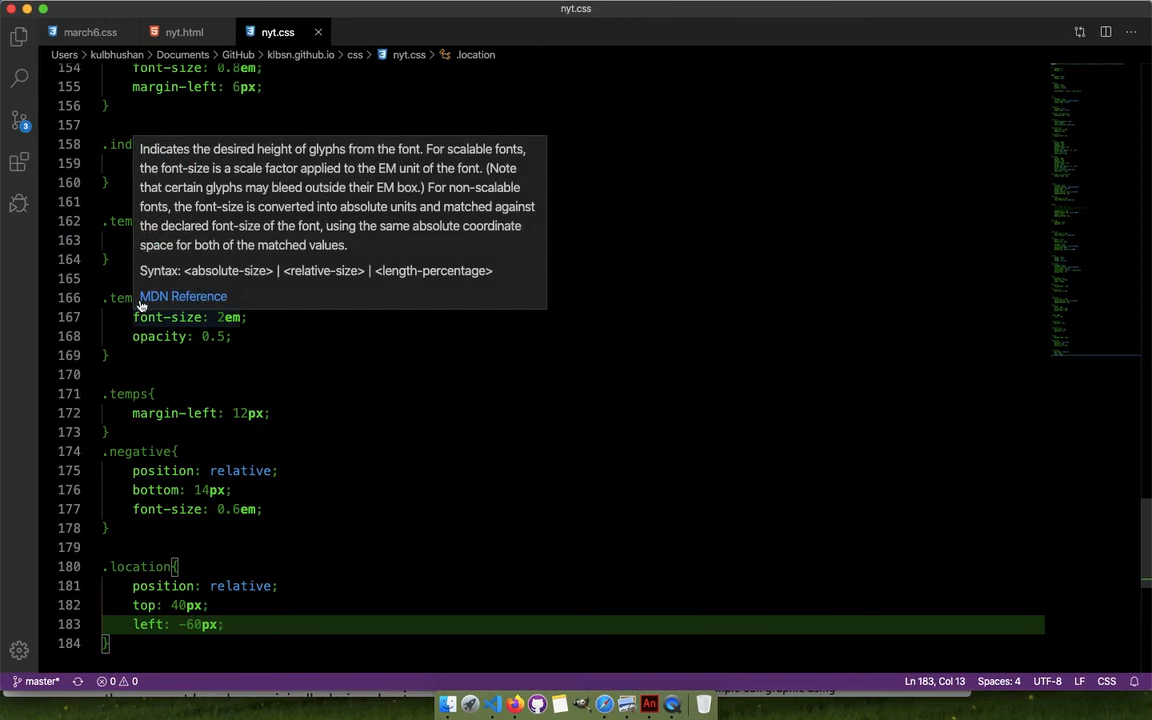 nyt.css
march6.css
nyt.html
nyt.css
Users > kulbhushan > Documents > GitHub > klbsn.github.io > css > nyt.css > .location
154 font-size: 0.8em;
155 margin-left: 6px;
156 }
157
158 .ind
159
160 }
161
162 .tem
163
164 }
165
166 .tem
Indicates the desired height of glyphs from the font. For scalable fonts,
the font-size is a scale factor applied to the EM unit of the font. (Note
that certain glyphs may bleed outside their EM box.) For non-scalable
fonts, the font-size is converted into absolute units and matched against
the declared font-size of the font, using the same absolute coordinate
space for both of the matched values.
Syntax: <absolute-size> | <relative-size> | <length-percentage>
MDN Reference
167 font-size: 2em;
168 opacity: 0.5;
169 }
170
171 .temps{
172 margin-left: 12px;
173 }
174 .negative{
175 position: relative;
176 bottom: 14px;
177 font-size: 0.6em;
178 }
179
180 .location{
181 position: relative;
182 top: 40px;
183 left: -60px;
184 }
3
master*
0 0
Ln 183, Col 13
Spaces: 4
UTF-8
LF
CSS
An